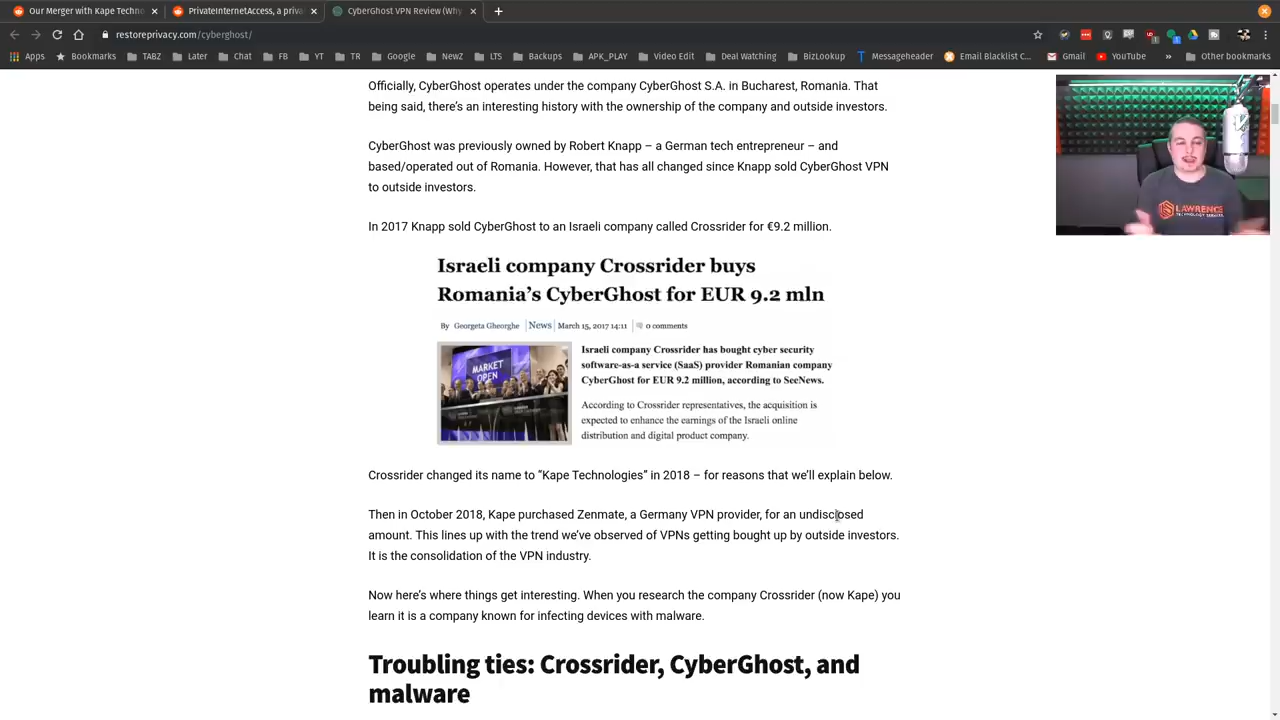 Our Merger with Kape Techno
PrivateInternetAccess, a priva
CyberGhost VPN Review (Why
restoreprivacy.com/cyberghost/
Apps
Bookmarks
TABZ
Later
Chat
FB
YT
TR
Google
NewZ
LTS
Backups
APK_PLAY
Video Edit
Deal Watching
BizLookup
Messageheader
Email Blacklist C...
Gmail
YouTube
Other bookmarks
Officially, CyberGhost operates under the company CyberGhost S.A. in Bucharest, Romania. That
being said, there's an interesting history with the ownership of the company and outside investors.
CyberGhost was previously owned by Robert Knapp – a German tech entrepreneur – and
based/operated out of Romania. However, that has all changed since Knapp sold CyberGhost VPN
to outside investors.
In 2017 Knapp sold CyberGhost to an Israeli company called Crossrider for €9.2 million.
Israeli company Crossrider buys
Romania's CyberGhost for EUR 9.2 mln
By Georgeta Gheorghe News March 15, 2017 14:11 0 comments
MARKET
OPEN
Israeli company Crossrider has bought cyber security
software-as-a service (SaaS) provider Romanian company
CyberGhost for EUR 9.2 million, according to SeeNews.
According to Crossrider representatives, the acquisition is
expected to enhance the earnings of the Israeli online
distribution and digital product company.
Crossrider changed its name to “Kape Technologies” in 2018 – for reasons that we'll explain below.
Then in October 2018, Kape purchased Zenmate, a Germany VPN provider, for an undisclosed
amount. This lines up with the trend we've observed of VPNs getting bought up by outside investors.
It is the consolidation of the VPN industry.
Now here's where things get interesting. When you research the company Crossrider (now Kape) you
learn it is a company known for infecting devices with malware.
Troubling ties: Crossrider, CyberGhost, and
malware
LAWRENCE
TECHNOLOGY SERVICES